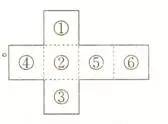 ①
④ ② ⑤ ⑥
③